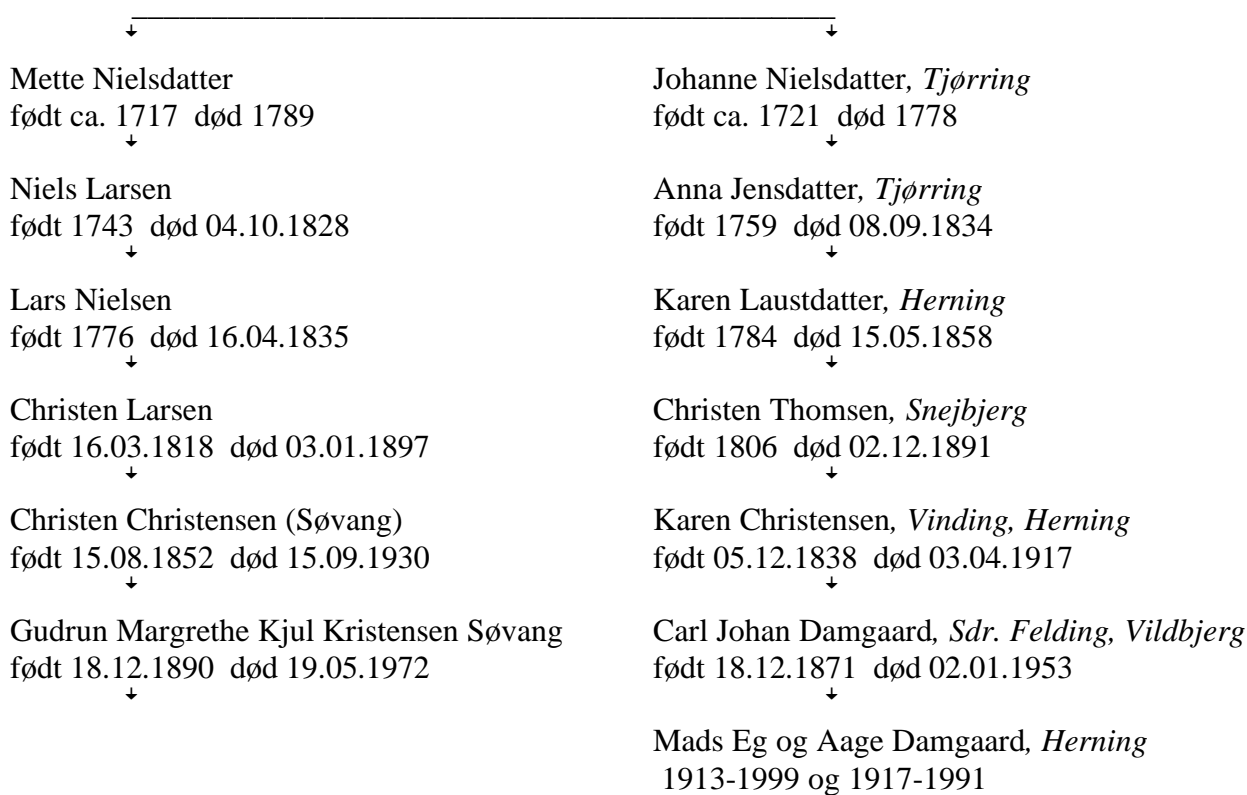 Mette Nielsdatter
født ca. 1717 død 1789
Niels Larsen
født 1743 død 04.10.1828
Lars Nielsen
født 1776 død 16.04.1835
Christen Larsen
født 16.03.1818 død 03.01.1897
Christen Christensen (Søvang)
født 15.08.1852 død 15.09.1930
Gudrun Margrethe Kjul Kristensen Søvang
født 18.12.1890 død 19.05.1972
Johanne Nielsdatter, Tjørring
født ca. 1721 død 1778
Anna Jensdatter, Tjørring
født 1759 død 08.09.1834
Karen Laustdatter, Herning
født 1784 død 15.05.1858
Christen Thomsen, Snejbjerg
født 1806 død 02.12.1891
Karen Christensen, Vinding, Herning
født 05.12.1838 død 03.04.1917
Carl Johan Damgaard, Sdr. Felding, Vildbjerg
født 18.12.1871 død 02.01.1953
Mads Eg og Aage Damgaard, Herning
1913-1999 og 1917-1991